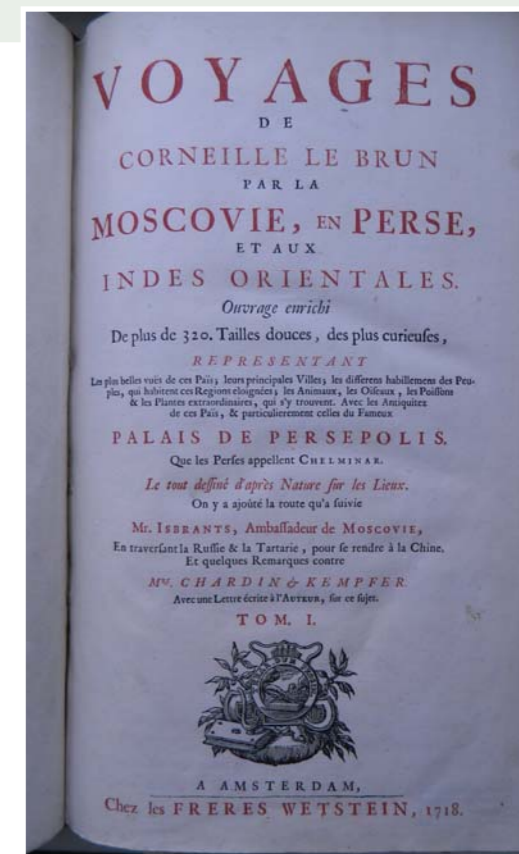 VOYAGES
DE
CORNEILLE LE BRUN
PAR LA
MOSCOVIE, EN PERSE,
ET AUX
INDES ORIENTALES.
Ouvrage enrichi
De plus de 320. Tailles douces, des plus curieuſes,
REPRESENTANT
Les plus belles vuës de ces Païs; leurs principales Villes; les differens habillemens des Peu-
ples, qui habitent ces Regions eloignées; les Animaux, les Oiſeaux, les Poiſſons
& les Plantes extraordinaires, qui s'y trouvent. Avec les Antiquitez
de ces Païs, & particulierement celles du Fameux
PALAIS DE PERSEPOLIS.
Que les Perſes appellent CHELMINAR.
Le tout deſſiné d'après Nature ſur les Lieux.
On y a ajoûté la route qu'a ſuivie
Mr. ISBRANTS, Ambaſſadeur de MOSCOVIE,
En traverſant la Ruſſie & la Tartarie, pour ſe rendre à la Chine.
Et quelques Remarques contre
Mrs. CHARDIN & KEMPFER.
Avec une Lettre écrite à l'AUTEUR, ſur ce ſujet.
TOM. I.
A AMSTERDAM,
Chez les FRERES WETSTEIN, 1718.